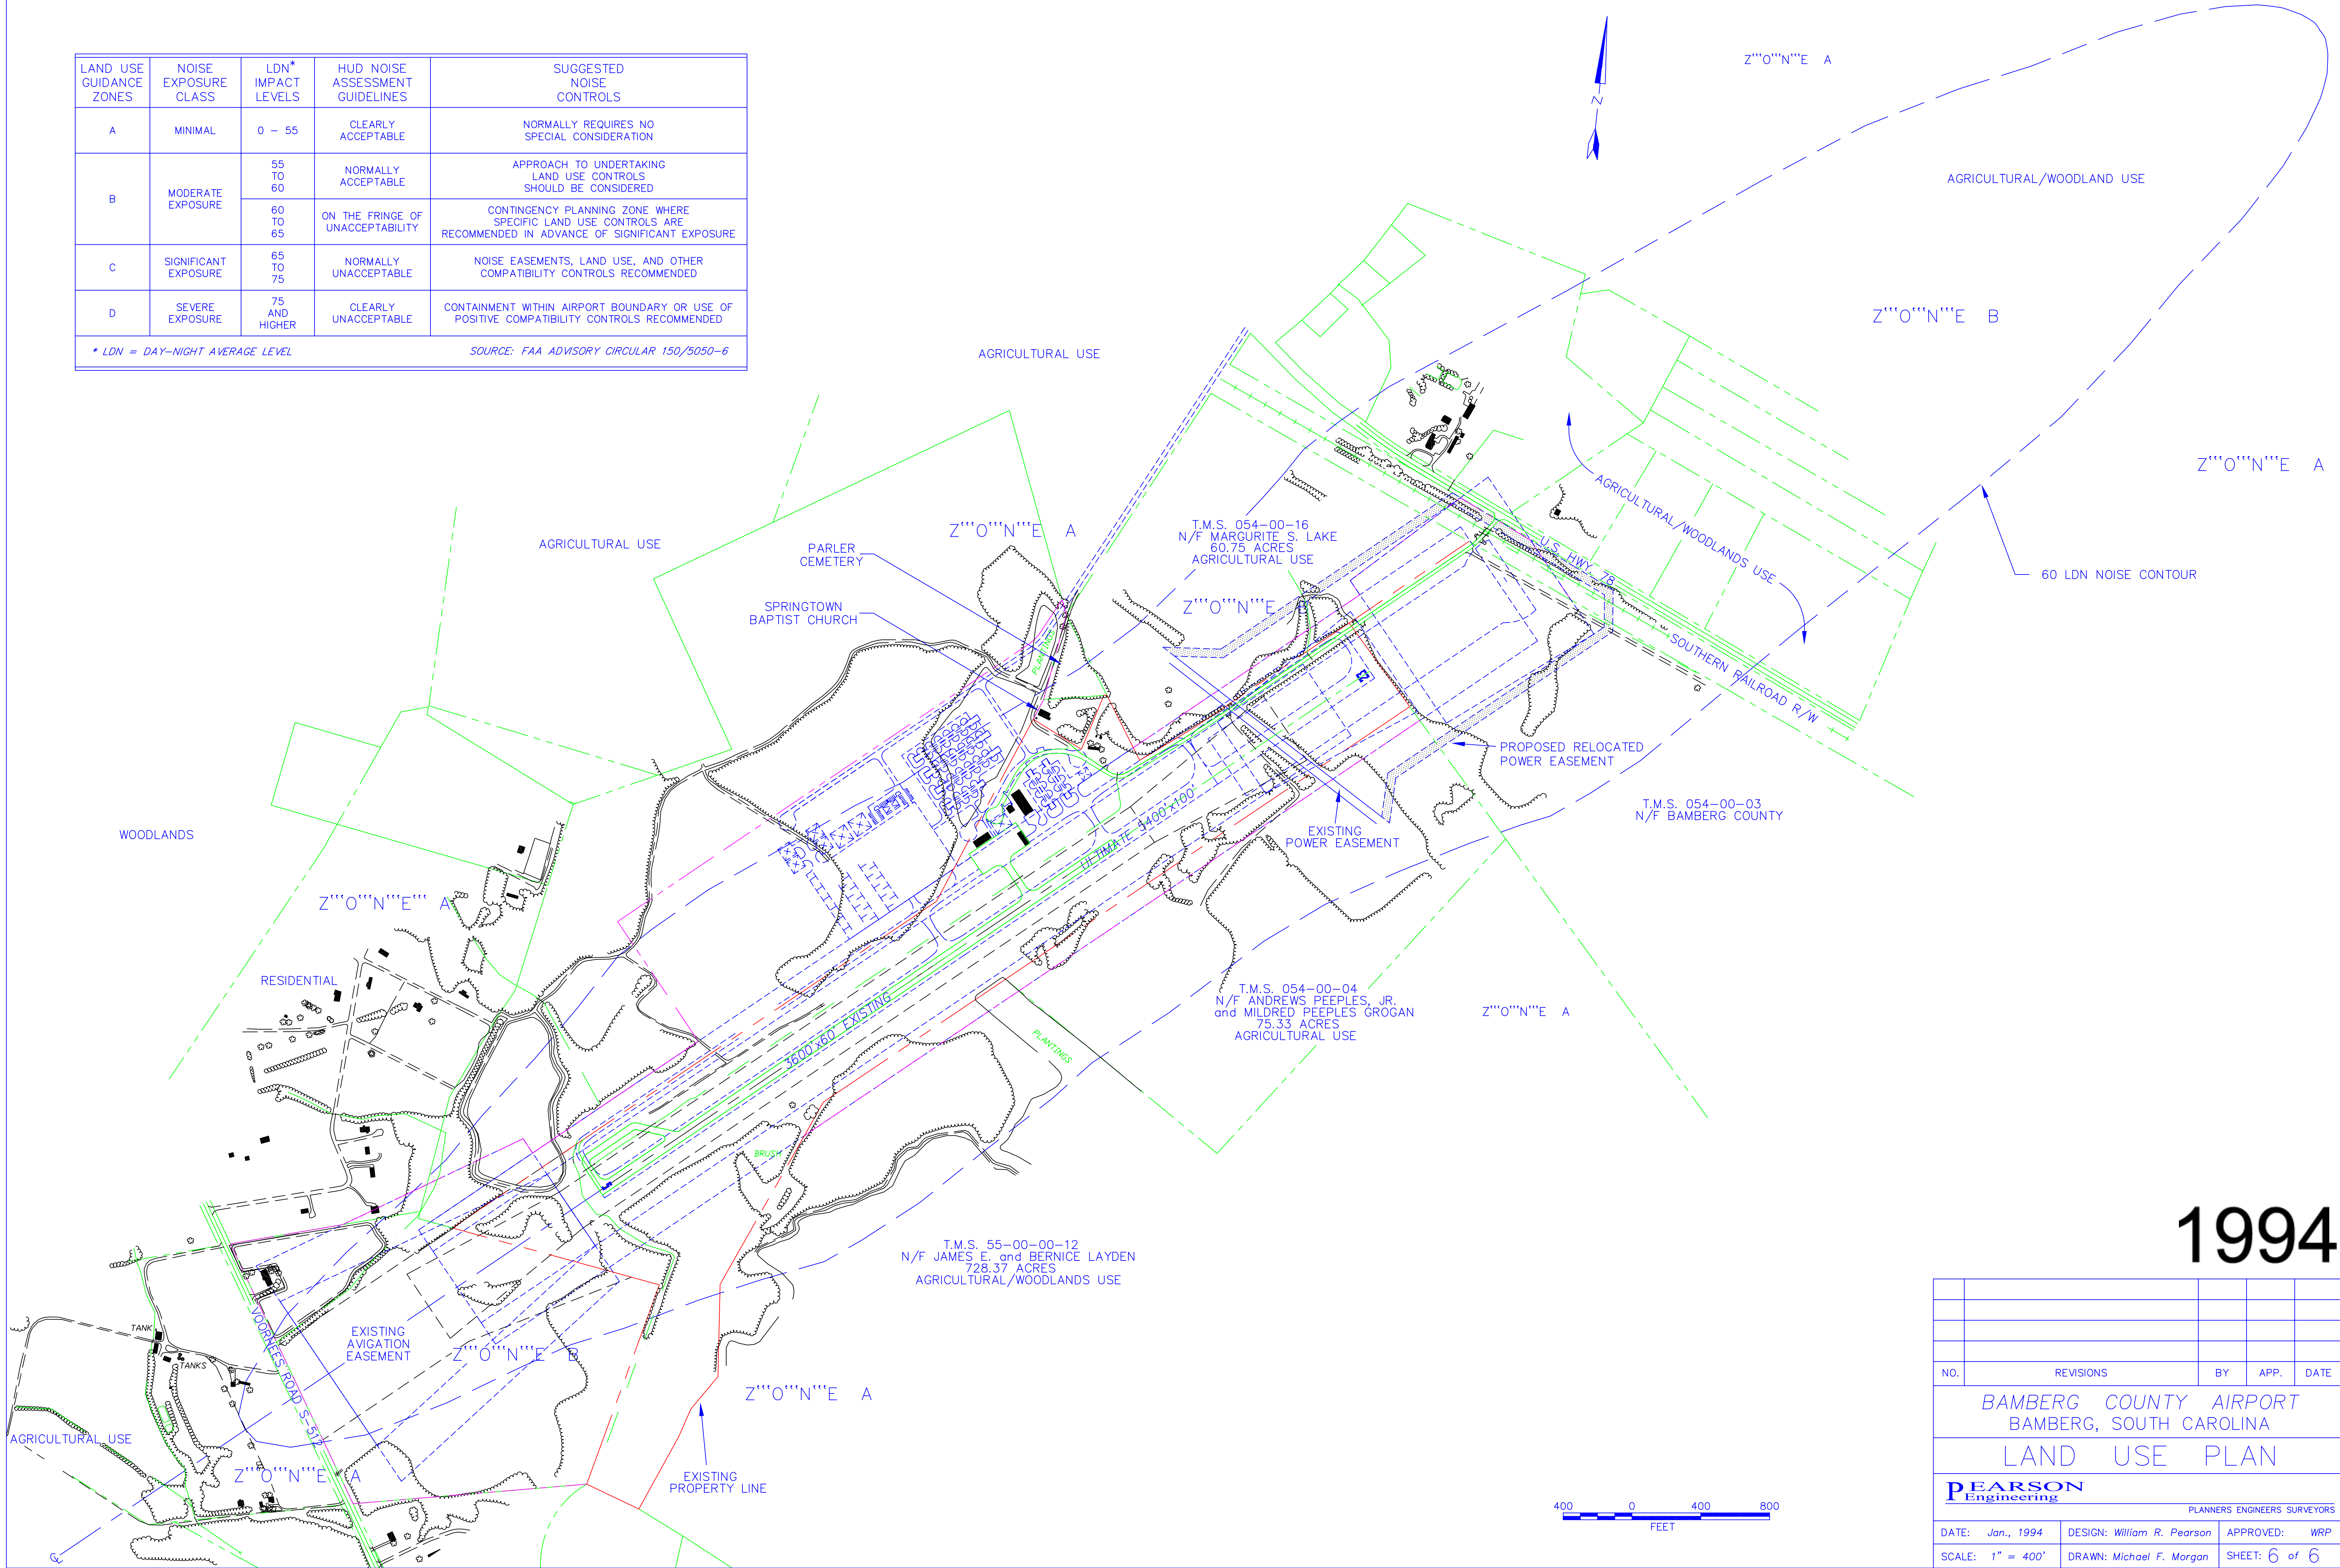 LAND USE GUIDANCE ZONES
NOISE EXPOSURE CLASS
LDN* IMPACT LEVELS
HUD NOISE ASSESSMENT GUIDELINES
SUGGESTED NOISE CONTROLS
A
MINIMAL
0 – 55
CLEARLY ACCEPTABLE
NORMALLY REQUIRES NO
SPECIAL CONSIDERATION
B
MODERATE EXPOSURE
55 TO 60
NORMALLY ACCEPTABLE
APPROACH TO UNDERTAKING
LAND USE CONTROLS
SHOULD BE CONSIDERED
60 TO 65
ON THE FRINGE OF
UNACCEPTABILITY
CONTINGENCY PLANNING ZONE WHERE
SPECIFIC LAND USE CONTROLS ARE
RECOMMENDED IN ADVANCE OF SIGNIFICANT EXPOSURE
C
SIGNIFICANT EXPOSURE
65 TO 75
NORMALLY UNACCEPTABLE
NOISE EASEMENTS, LAND USE, AND OTHER
COMPATIBILITY CONTROLS RECOMMENDED
D
SEVERE EXPOSURE
75 AND HIGHER
CLEARLY UNACCEPTABLE
CONTAINMENT WITHIN AIRPORT BOUNDARY OR USE OF
POSITIVE COMPATIBILITY CONTROLS RECOMMENDED
* LDN = DAY–NIGHT AVERAGE LEVEL
SOURCE: FAA ADVISORY CIRCULAR 150/5050–6
N
Z'''O'''N'''E A
AGRICULTURAL/WOODLAND USE
Z'''O'''N'''E B
AGRICULTURAL USE
Z'''O'''N'''E A
AGRICULTURAL/WOODLANDS USE
60 LDN NOISE CONTOUR
AGRICULTURAL USE
Z'''O'''N'''E A
PARLER
CEMETERY
T.M.S. 054–00–16
N/F MARGURITE S. LAKE
60.75 ACRES
AGRICULTURAL USE
U.S. HWY. 78
Z'''O'''N'''E
SPRINGTOWN
BAPTIST CHURCH
PLANTINGS
SOUTHERN RAILROAD R/W
PROPOSED RELOCATED
POWER EASEMENT
T.M.S. 054–00–03
N/F BAMBERG COUNTY
EXISTING
POWER EASEMENT
ULTIMATE 5400'x100'
WOODLANDS
Z'''O'''N'''E''' A
RESIDENTIAL
T.M.S. 054–00–04
N/F ANDREWS PEEPLES, JR.
and MILDRED PEEPLES GROGAN
75.33 ACRES
AGRICULTURAL USE
Z'''O'''N'''E A
3600'x60' EXISTING
PLANTINGS
BRUSH
T.M.S. 55–00–00–12
N/F JAMES E. and BERNICE LAYDEN
728.37 ACRES
AGRICULTURAL/WOODLANDS USE
TANK
TANKS
VOORHEES ROAD S–512
EXISTING
AVIGATION
EASEMENT
Z'''O'''N'''E B
Z'''O'''N'''E A
AGRICULTURAL USE
Z'''O'''N'''E A
EXISTING
PROPERTY LINE
℄
400 0 400 800
FEET
1994
NO. REVISIONS BY APP. DATE
BAMBERG COUNTY AIRPORT
BAMBERG, SOUTH CAROLINA
LAND USE PLAN
PEARSON
Engineering
PLANNERS ENGINEERS SURVEYORS
DATE: Jan., 1994 DESIGN: William R. Pearson APPROVED: WRP
SCALE: 1" = 400' DRAWN: Michael F. Morgan SHEET: 6 of 6